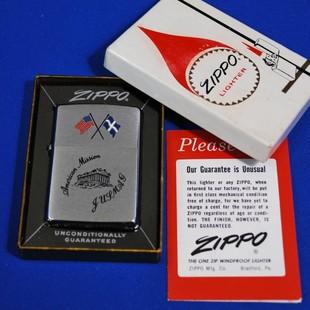 ZIPPO
LIGHTER
ZIPPO
American Mission
JUSMAG
UNCONDITIONALLY
GUARANTEED
Please
Our Guarantee is Unusual
This lighter or any ZIPPO, when
returned to our factory, will be put
in first class mechanical condition
free of charge, for we have yet to
charge a cent for the repair of a
ZIPPO regardless of age or condi-
tion. THE FINISH, HOWEVER, IS
NOT GUARANTEED.
ZIPPO
THE ONE ZIP WINDPROOF LIGHTER
ZIPPO Mfg. Co. Bradford, Pa.